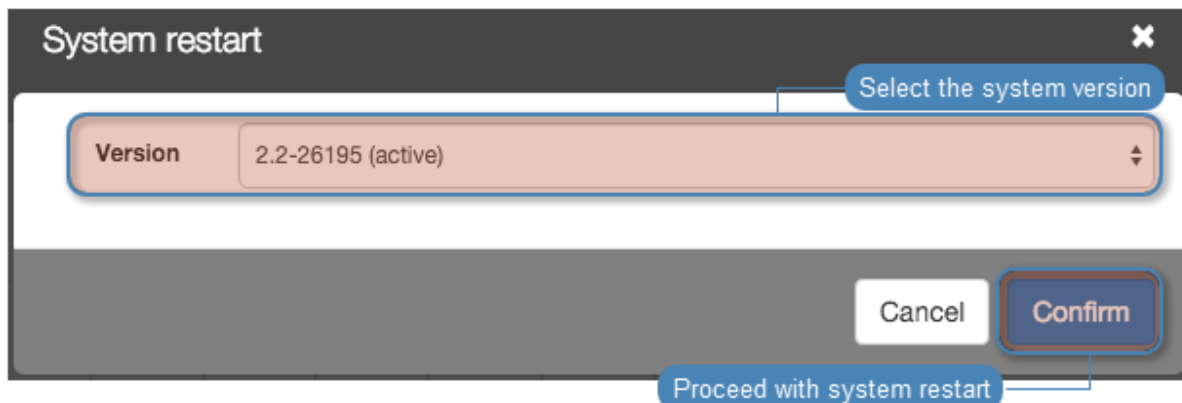 System restart
Select the system version
Version 2.2-26195 (active)
Cancel Confirm
Proceed with system restart